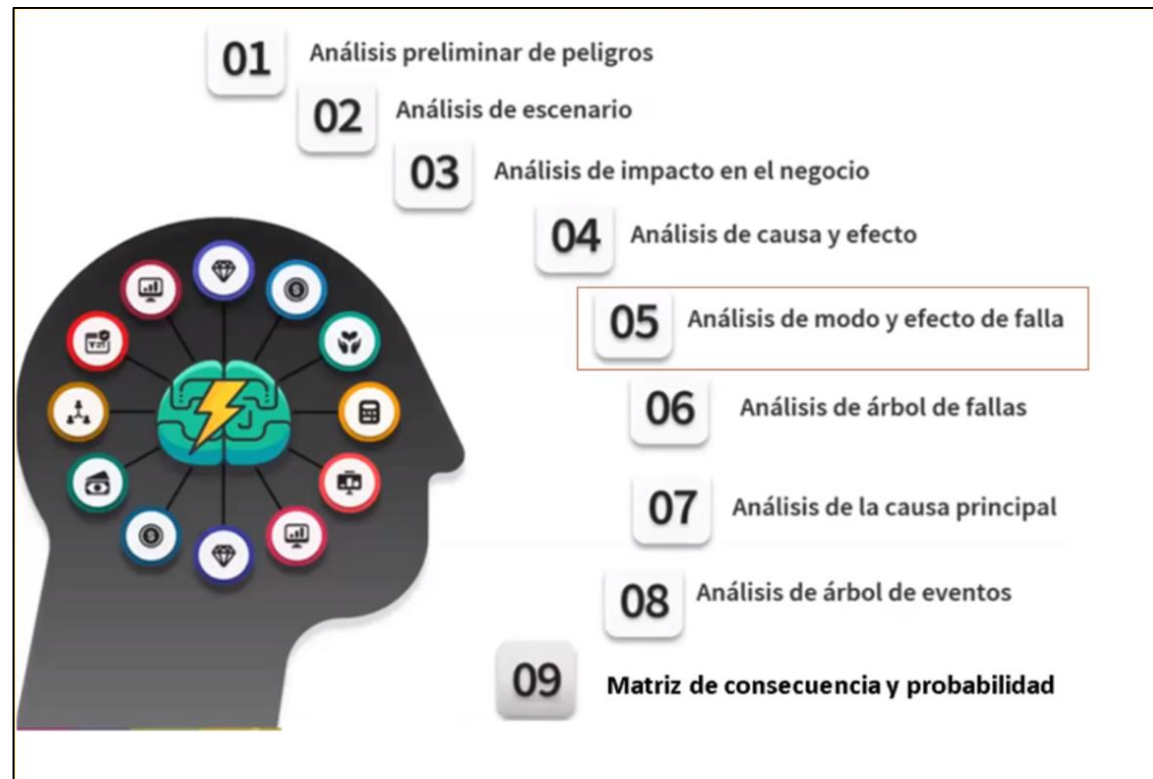 01 Análisis preliminar de peligros
02 Análisis de escenario
03 Análisis de impacto en el negocio
04 Análisis de causa y efecto
05 Análisis de modo y efecto de falla
06 Análisis de árbol de fallas
07 Análisis de la causa principal
08 Análisis de árbol de eventos
09 Matriz de consecuencia y probabilidad